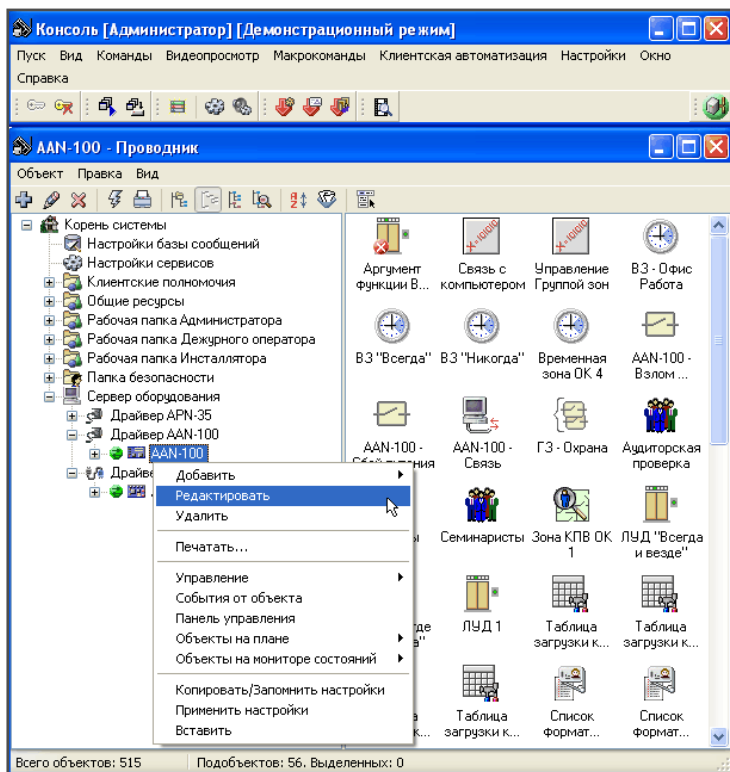 Консоль [Администратор] [Демонстрационный режим]
Пуск Вид Команды Видеопросмотр Макрокоманды Клиентская автоматизация Настройки Окно
Справка
AAN-100 - Проводник
Объект Правка Вид
Корень системы
Настройки базы сообщений
Настройки сервисов
Клиентские полномочия
Общие ресурсы
Рабочая папка Администратора
Рабочая папка Дежурного оператора
Рабочая папка Инсталлятора
Папка безопасности
Сервер оборудования
Драйвер APN-35
Драйвер AAN-100
AAN-100
Драйве
Добавить
Редактировать
Удалить
Печатать...
Управление
События от объекта
Панель управления
Объекты на плане
Объекты на мониторе состояний
Копировать/Запомнить настройки
Применить настройки
Вставить
Аргумент
функции В...
Связь с
компьютером
Управление
Группой зон
ВЗ - Офис
Работа
ВЗ "Всегда"
ВЗ "Никогда"
Временная
зона ОК 4
AAN-100 -
Взлом ...
AAN-100 -
AAN-100 -
Связь
ГЗ - Охрана
Аудиторская
проверка
Семинаристы
Зона КПВ ОК
1
ЛУД "Всегда
и везде"
ЛУД 1
Таблица
загрузки к...
Таблица
загрузки к...
Таблица
загрузки к...
Список
формат...
Список
формат...
Всего объектов: 515
Подобъектов: 56. Выделенных: 0